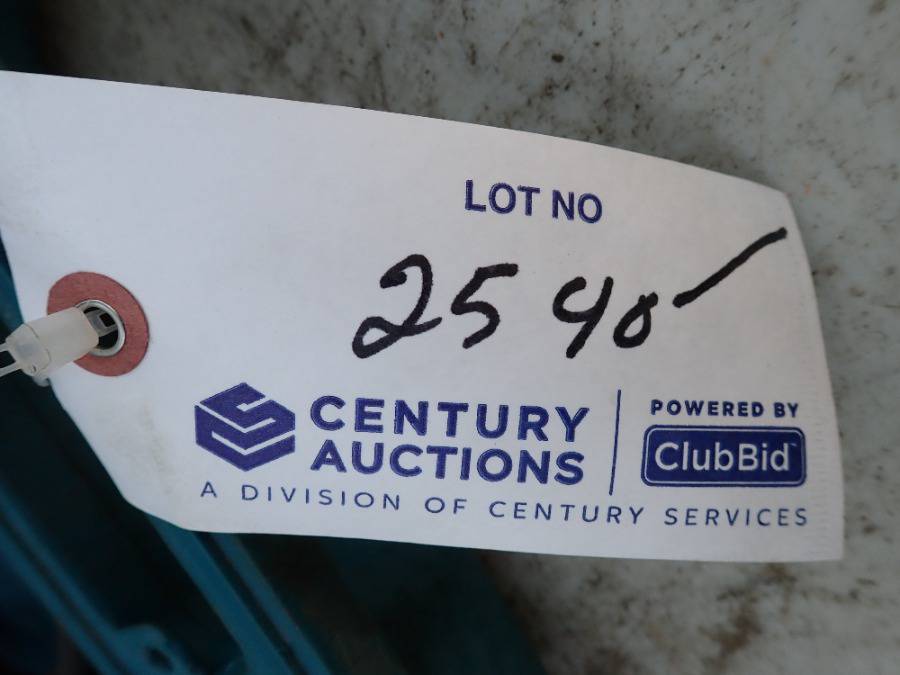 LOT NO
2540
CENTURY
AUCTIONS
A DIVISION OF CENTURY SERVICES
POWERED BY
ClubBid